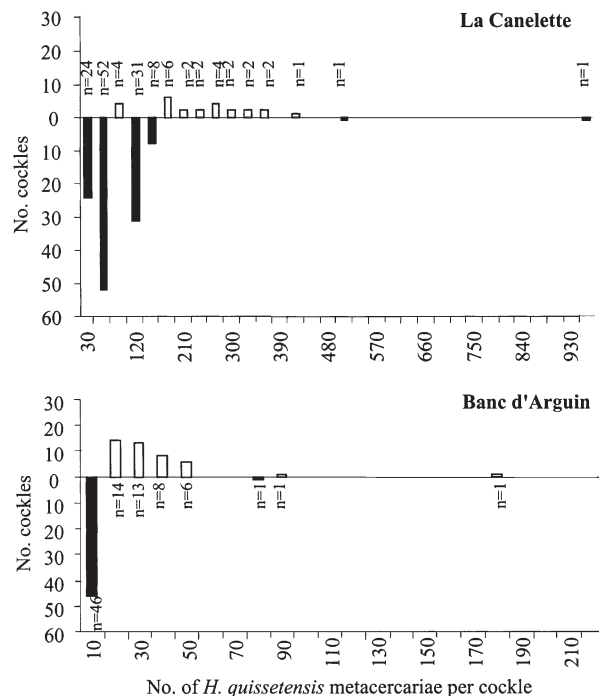 La Canelette
No. cockles
30
20
10
0
10
20
30
40
50
60
n=24
n=52
n=4
n=31
n=8
n=6
n=2
n=2
n=4
n=2
n=2
n=2
n=1
n=1
n=1
30
120
210
300
390
480
570
660
750
840
930
Banc d'Arguin
No. cockles
30
20
10
0
10
20
30
40
50
60
n=46
n=14
n=13
n=8
n=6
n=1
n=1
n=1
10
30
50
70
90
110
130
150
170
190
210
No. of H. quissetensis metacercariae per cockle